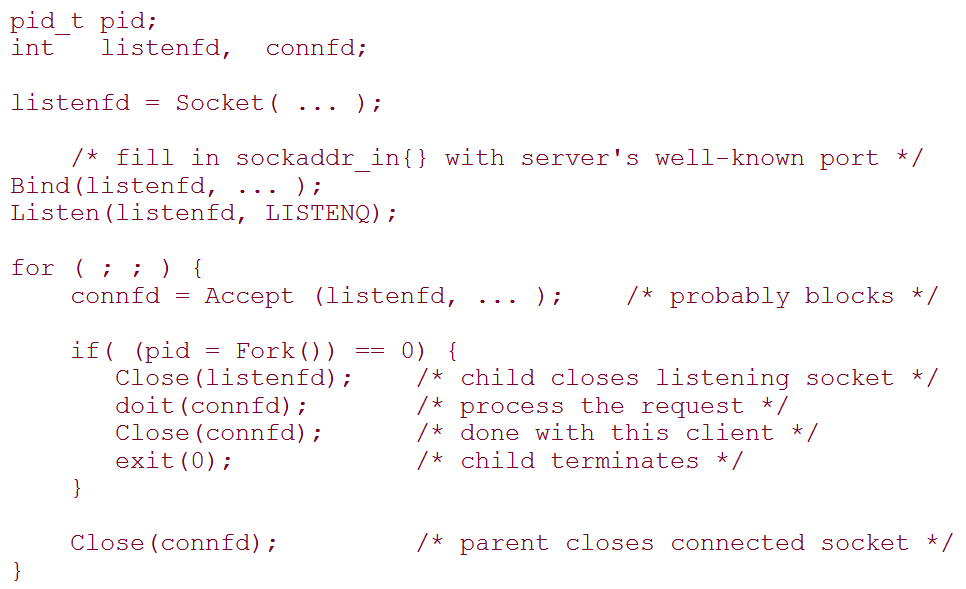 pid_t pid;
int   listenfd,  connfd;

listenfd = Socket( ... );

    /* fill in sockaddr_in{} with server's well-known port */
Bind(listenfd, ... );
Listen(listenfd, LISTENQ);

for ( ; ; ) {
    connfd = Accept (listenfd, ... );    /* probably blocks */

    if( (pid = Fork()) == 0) {
       Close(listenfd);    /* child closes listening socket */
       doit(connfd);       /* process the request */
       Close(connfd);      /* done with this client */
       exit(0);            /* child terminates */
    }

    Close(connfd);         /* parent closes connected socket */
}